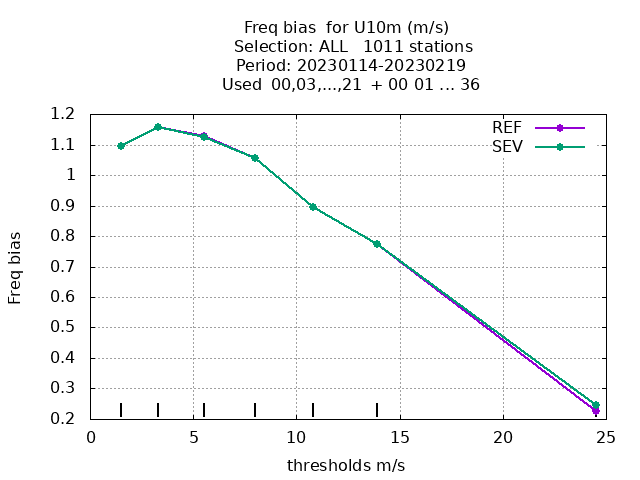 Freq bias  for U10m (m/s)
Selection: ALL   1011 stations
Period: 20230114-20230219
Used  00,03,...,21  + 00 01 ... 36
REF
SEV
1.2
1.1
1
0.9
0.8
0.7
0.6
0.5
0.4
0.3
0.2
Freq bias
0 5 10 15 20 25
thresholds m/s